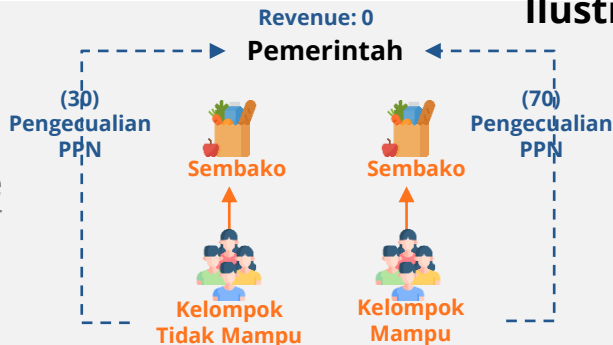 Ilustr
Revenue: 0
Pemerintah
(30)
Pengecualian
PPN
(70)
Pengecualian
PPN
Sembako
Sembako
Kelompok
Tidak Mampu
Kelompok
Mampu